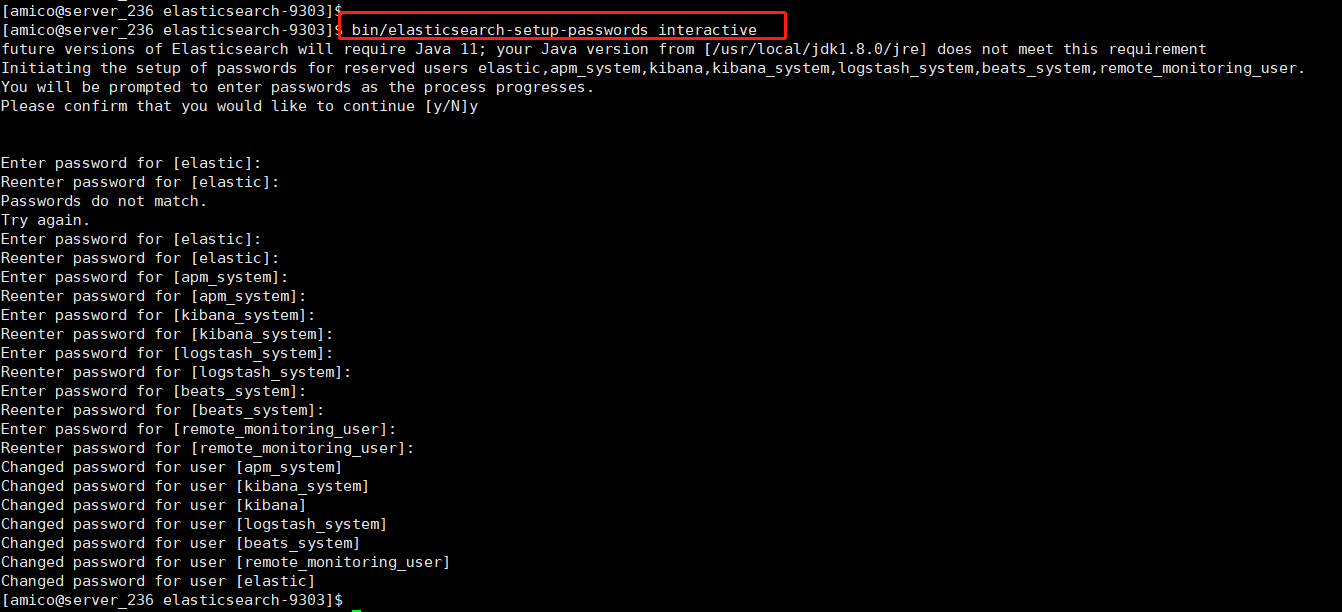 [amico@server_236 elasticsearch-9303]$
[amico@server_236 elasticsearch-9303]$ bin/elasticsearch-setup-passwords interactive
future versions of Elasticsearch will require Java 11; your Java version from [/usr/local/jdk1.8.0/jre] does not meet this requirement
Initiating the setup of passwords for reserved users elastic,apm_system,kibana,kibana_system,logstash_system,beats_system,remote_monitoring_user.
You will be prompted to enter passwords as the process progresses.
Please confirm that you would like to continue [y/N]y
Enter password for [elastic]:
Reenter password for [elastic]:
Passwords do not match.
Try again.
Enter password for [elastic]:
Reenter password for [elastic]:
Enter password for [apm_system]:
Reenter password for [apm_system]:
Enter password for [kibana_system]:
Reenter password for [kibana_system]:
Enter password for [logstash_system]:
Reenter password for [logstash_system]:
Enter password for [beats_system]:
Reenter password for [beats_system]:
Enter password for [remote_monitoring_user]:
Reenter password for [remote_monitoring_user]:
Changed password for user [apm_system]
Changed password for user [kibana_system]
Changed password for user [kibana]
Changed password for user [logstash_system]
Changed password for user [beats_system]
Changed password for user [remote_monitoring_user]
Changed password for user [elastic]
[amico@server_236 elasticsearch-9303]$